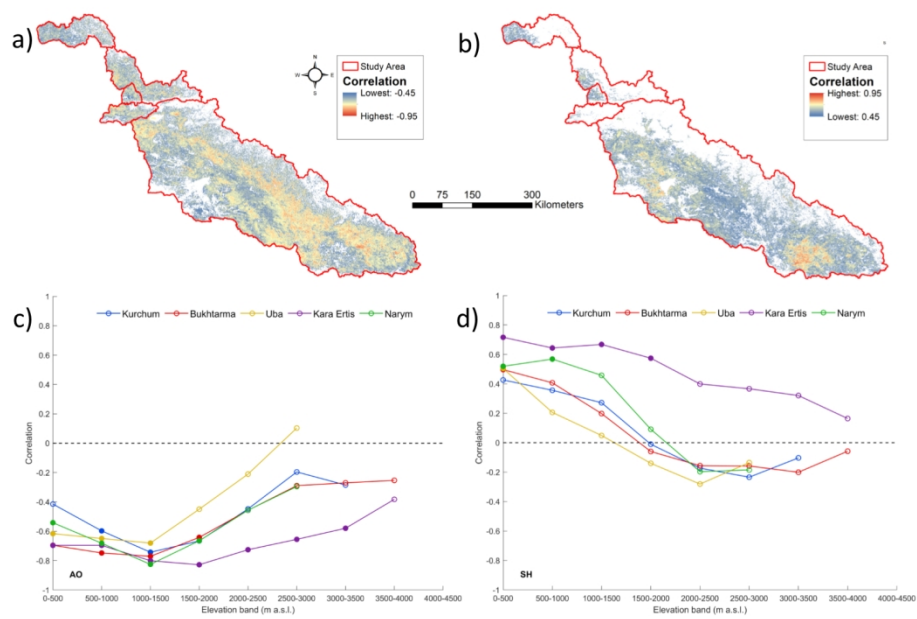 a)
N
W E
S
Study Area
Correlation
Lowest: -0.45
Highest: -0.95
b)
Study Area
Correlation
Highest: 0.95
Lowest: 0.45
0 75 150 300
Kilometers
c)
Kurchum Bukhtarma Uba Kara Ertis Narym
1
0.8
0.6
0.4
0.2
0
-0.2
-0.4
-0.6
-0.8
-1
Correlation
AO
0-500 500-1000 1000-1500 1500-2000 2000-2500 2500-3000 3000-3500 3500-4000 4000-4500
Elevation band (m a.s.l.)
d)
Kurchum Bukhtarma Uba Kara Ertis Narym
1
0.8
0.6
0.4
0.2
0
-0.2
-0.4
-0.6
-0.8
-1
Correlation
SH
0-500 500-1000 1000-1500 1500-2000 2000-2500 2500-3000 3000-3500 3500-4000 4000-4500
Elevation band (m a.s.l.)